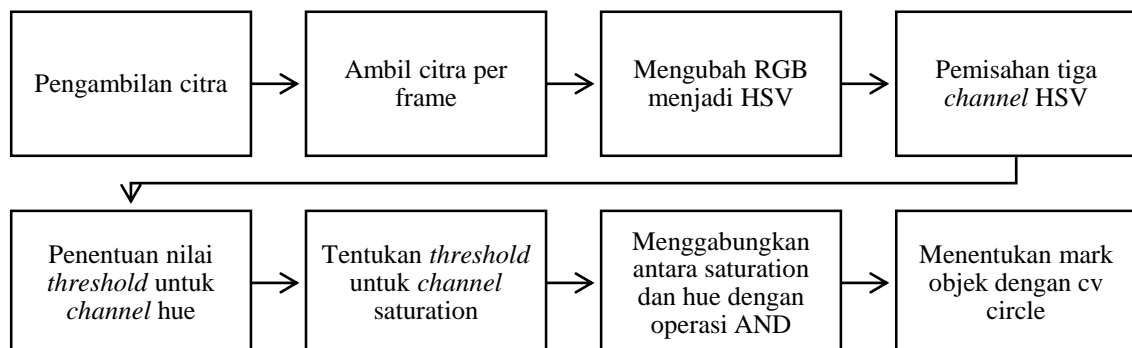 Pengambilan citra
Ambil citra per
frame
Mengubah RGB
menjadi HSV
Pemisahan tiga
channel HSV
Penentuan nilai
threshold untuk
channel hue
Tentukan threshold
untuk channel
saturation
Menggabungkan
antara saturation
dan hue dengan
operasi AND
Menentukan mark
objek dengan cv
circle